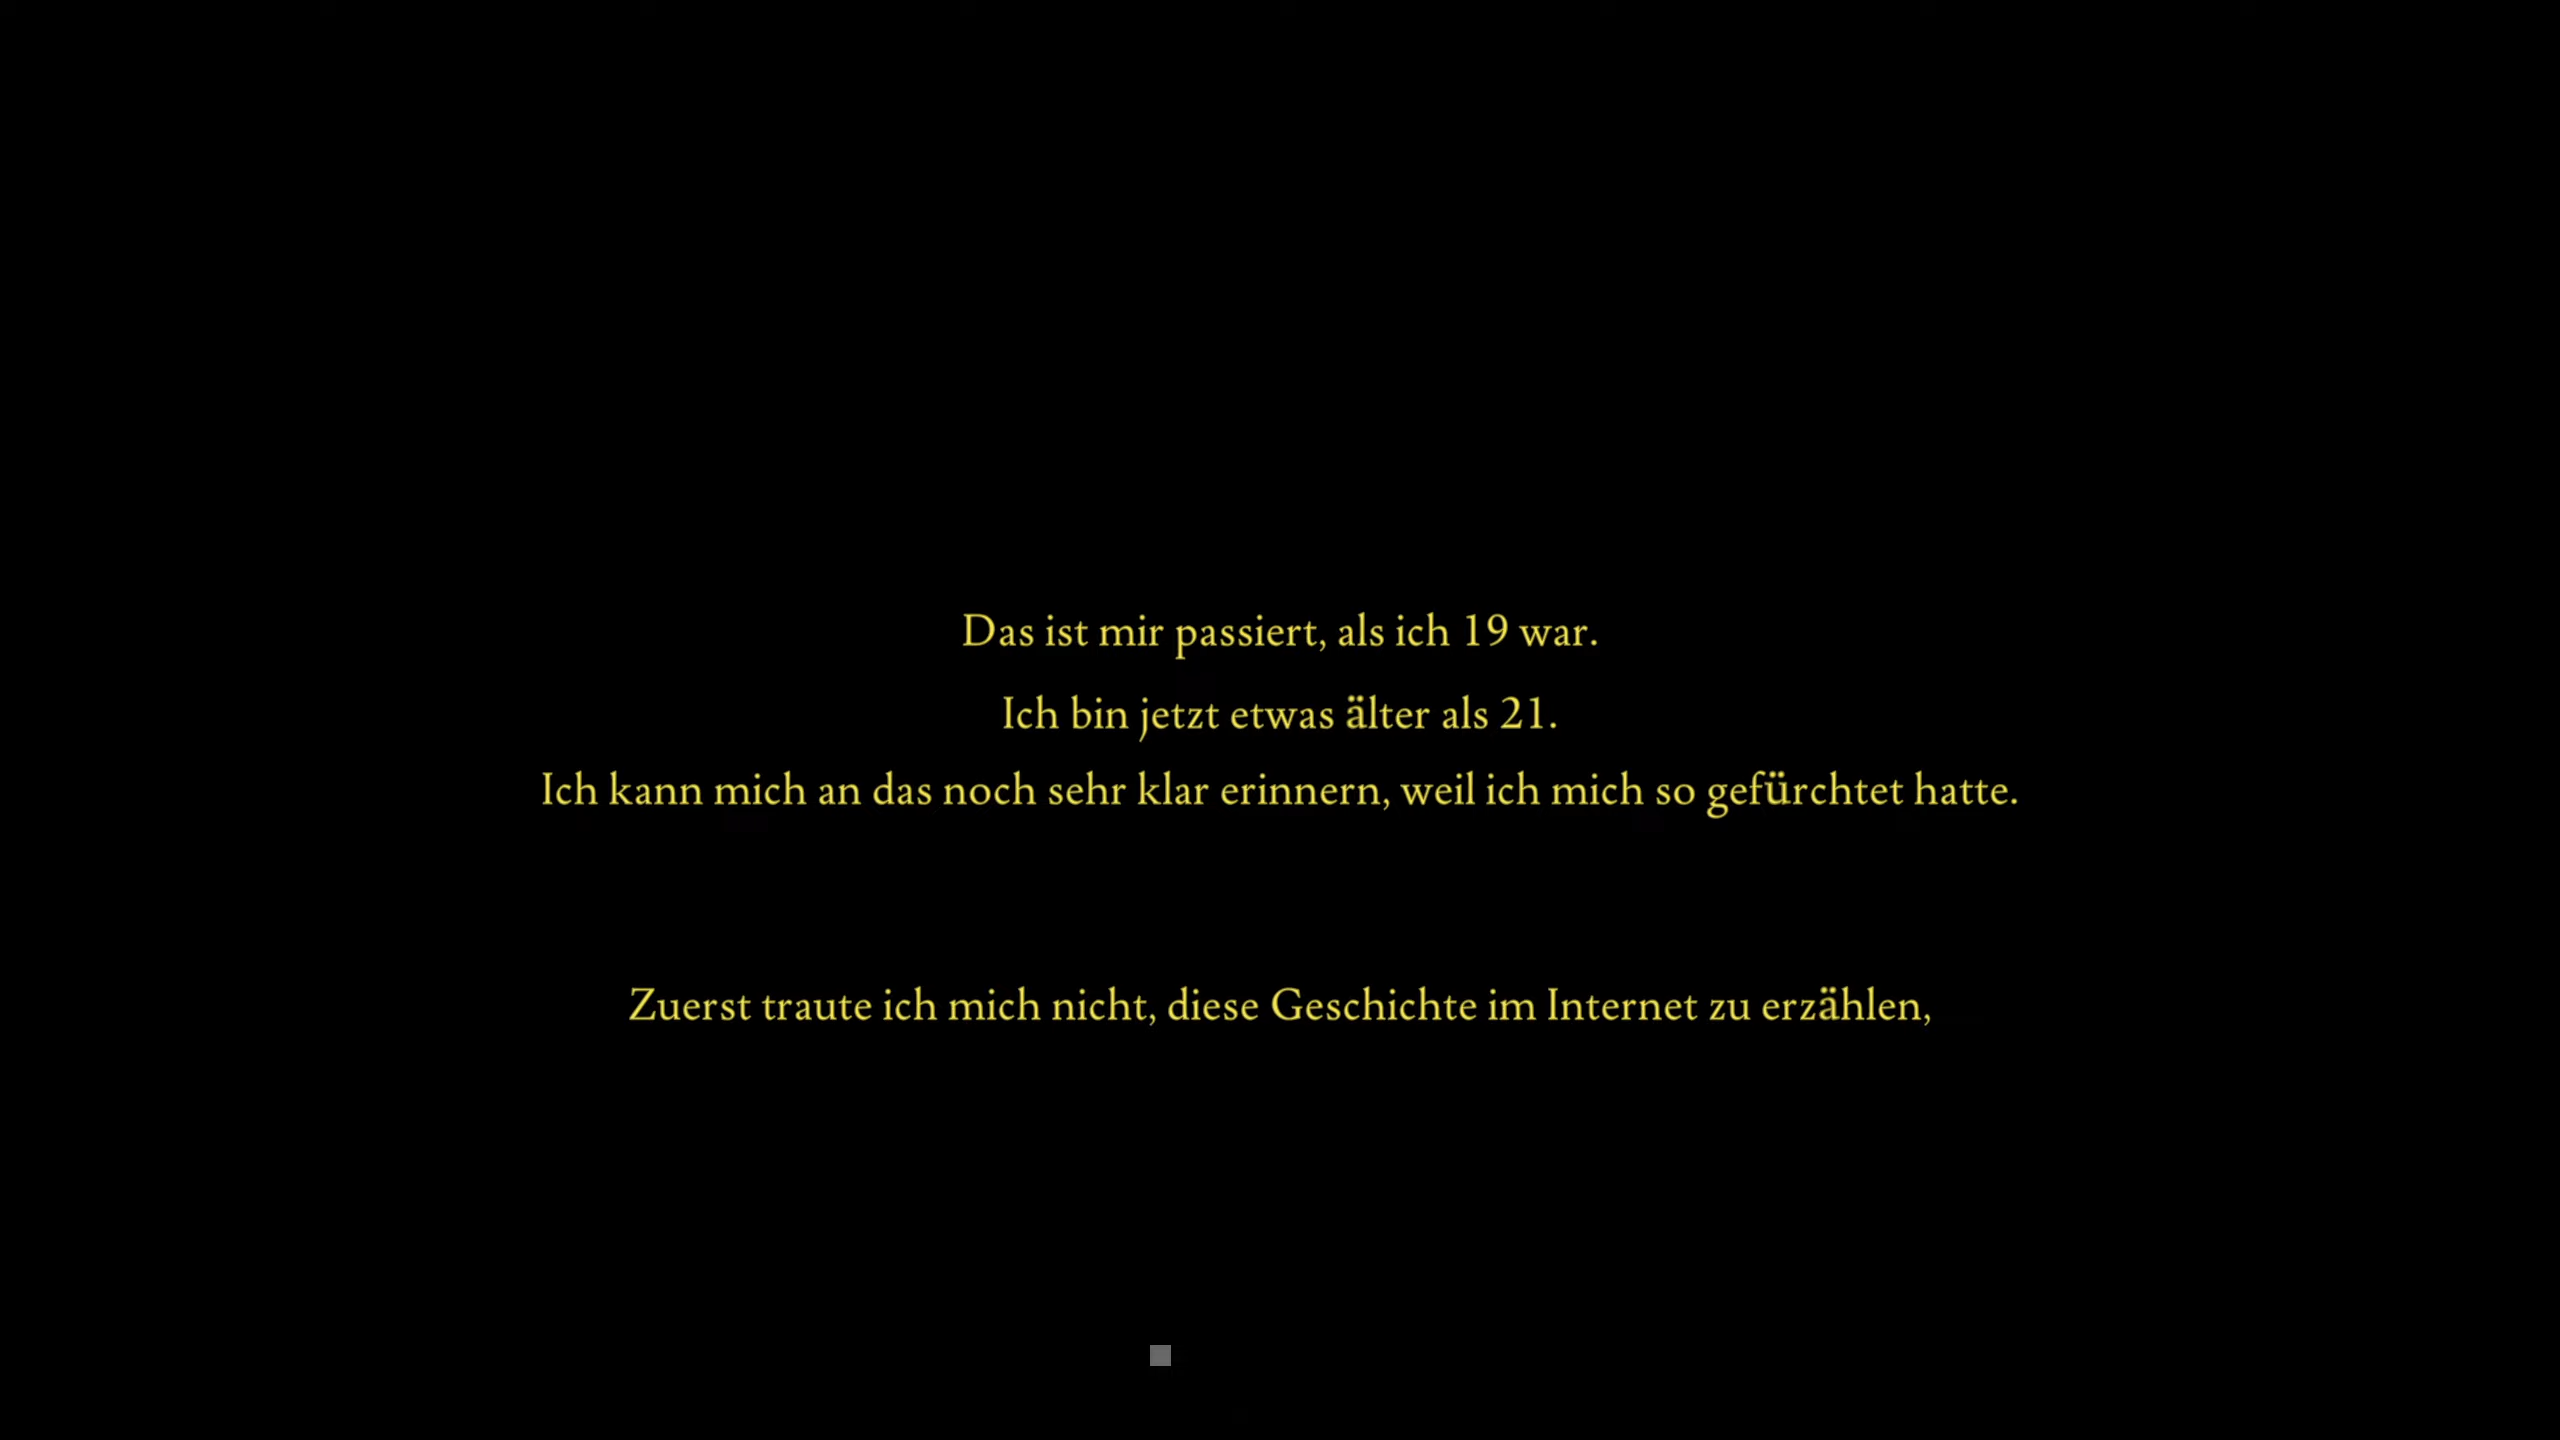 Das ist mir passiert, als ich 19 war.
Ich bin jetzt etwas älter als 21.
Ich kann mich an das noch sehr klar erinnern, weil ich mich so gefürchtet hatte.
Zuerst traute ich mich nicht, diese Geschichte im Internet zu erzählen,